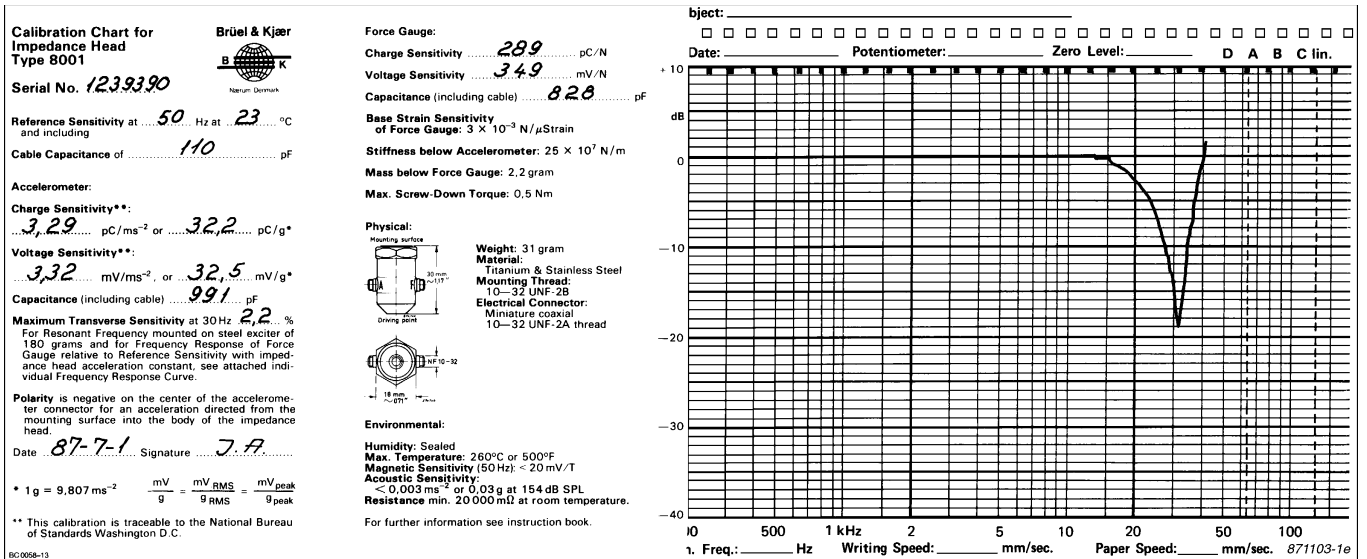 Calibration Chart for
Impedance Head
Type 8001
Brüel & Kjær
B K
Nærum Denmark
Serial No. 1239390
Reference Sensitivity at 50 Hz at 23 °C
and including
Cable Capacitance of 110 pF
Accelerometer:
Charge Sensitivity**:
3,29 pC/ms⁻² or 32,2 pC/g*
Voltage Sensitivity**:
3,32 mV/ms⁻², or 32,5 mV/g*
Capacitance (including cable) 991 pF
Maximum Transverse Sensitivity at 30 Hz 2,2 %
For Resonant Frequency mounted on steel exciter of
180 grams and for Frequency Response of Force
Gauge relative to Reference Sensitivity with imped-
ance head acceleration constant, see attached indi-
vidual Frequency Response Curve.
Polarity is negative on the center of the accelerome-
ter connector for an acceleration directed from the
mounting surface into the body of the impedance
head.
Date 87-7-1 Signature J.A.
* 1 g = 9,807 ms⁻² mV/g = mV RMS/g RMS = mV peak/g peak
** This calibration is traceable to the National Bureau
of Standards Washington D.C.
BC 0058-13
Force Gauge:
Charge Sensitivity 289 pC/N
Voltage Sensitivity 349 mV/N
Capacitance (including cable) 828 pF
Base Strain Sensitivity
of Force Gauge: 3 × 10⁻³ N/μStrain
Stiffness below Accelerometer: 25 × 10⁷ N/m
Mass below Force Gauge: 2,2 gram
Max. Screw-Down Torque: 0,5 Nm
Physical:
Mounting surface
A F
30 mm
~1,17"
Driving point
NF 10-32
18 mm
~0,71"
Weight: 31 gram
Material:
Titanium & Stainless Steel
Mounting Thread:
10—32 UNF-2B
Electrical Connector:
Miniature coaxial
10—32 UNF-2A thread
Environmental:
Humidity: Sealed
Max. Temperature: 260°C or 500°F
Magnetic Sensitivity (50 Hz): < 20 mV/T
Acoustic Sensitivity:
< 0,003 ms⁻² or 0,03 g at 154 dB SPL
Resistance min. 20 000 mΩ at room temperature.
For further information see instruction book.
bject:
Date: Potentiometer: Zero Level: D A B C lin.
+ 10
dB
0
—10
—20
—30
—40
500 1 kHz 2 5 10 20 50 100
n. Freq.: Hz Writing Speed: mm/sec. Paper Speed: mm/sec. 871103-1e